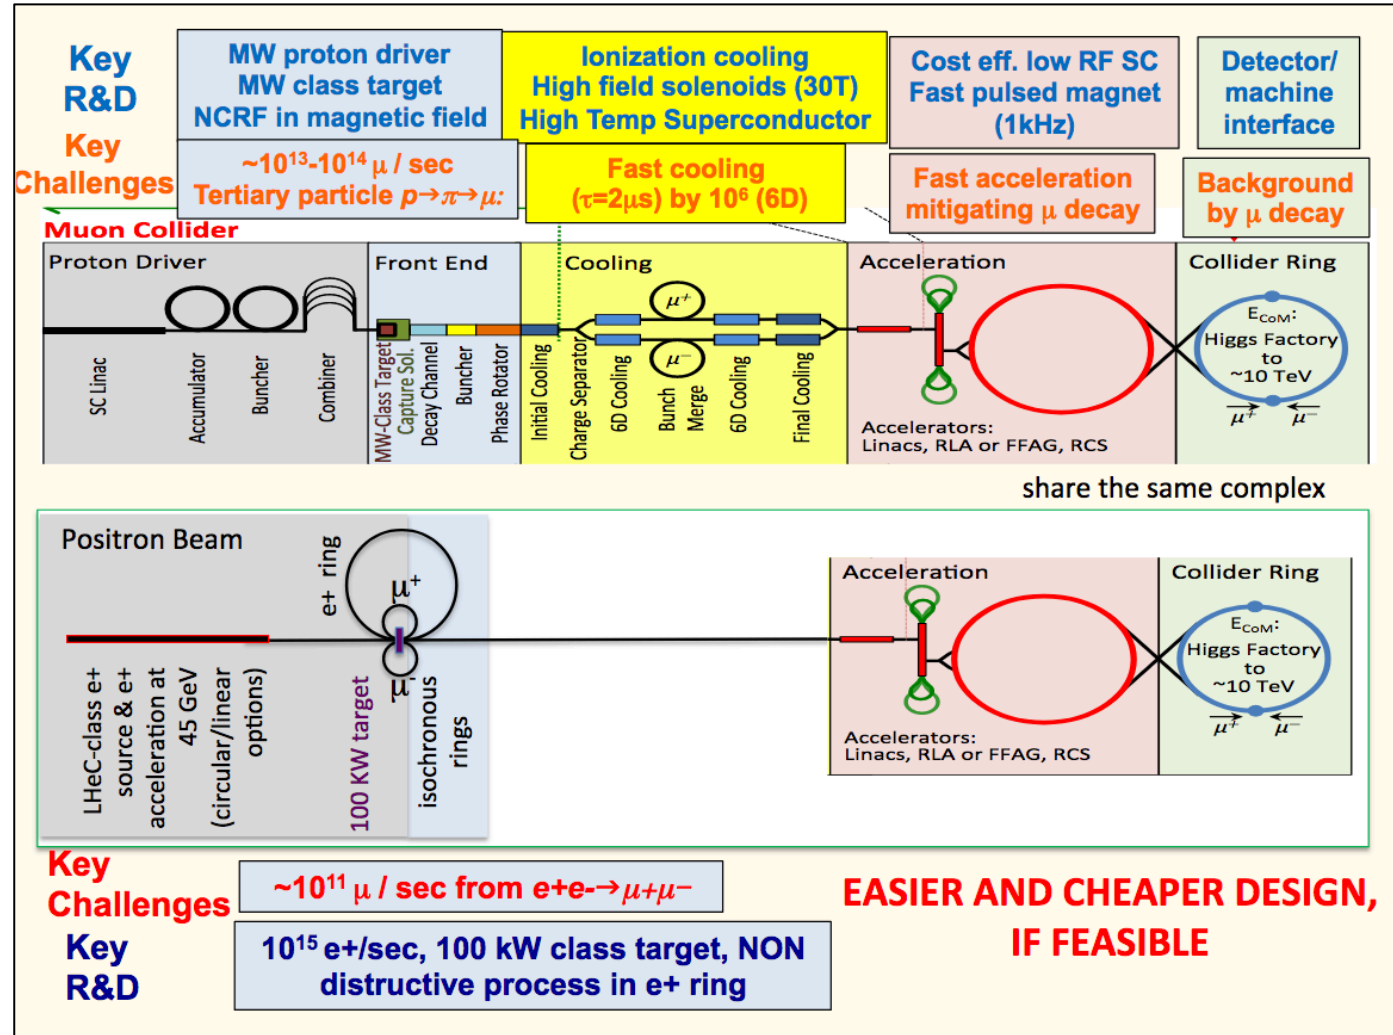 Key
R&D
MW proton driver
MW class target
NCRF in magnetic field
Ionization cooling
High field solenoids (30T)
High Temp Superconductor
Cost eff. low RF SC
Fast pulsed magnet
(1kHz)
Detector/
machine
interface
Key
Challenges
~10¹³-10¹⁴ μ / sec
Tertiary particle p→π→μ:
Fast cooling
(τ=2μs) by 10⁶ (6D)
Fast acceleration
mitigating μ decay
Background
by μ decay
Muon Collider
Proton Driver
Front End
Cooling
Acceleration
Collider Ring
SC Linac
Accumulator
Buncher
Combiner
MW-Class Target
Capture Sol.
Decay Channel
Buncher
Phase Rotator
Initial Cooling
Charge Separator
6D Cooling
μ⁺
μ⁻
Bunch
Merge
6D Cooling
Final Cooling
Accelerators:
Linacs, RLA or FFAG, RCS
E_CoM:
Higgs Factory
to
~10 TeV
μ⁺
μ⁻
share the same complex
Positron Beam
e+ ring
μ⁺
μ⁻
LHeC-class e+
source & e+
acceleration at
45 GeV
(circular/linear
options)
100 KW target
isochronous
rings
Acceleration
Collider Ring
Accelerators:
Linacs, RLA or FFAG, RCS
E_CoM:
Higgs Factory
to
~10 TeV
μ⁺
μ⁻
Key
Challenges
~10¹¹ μ / sec from e+e-→μ+μ−
Key
R&D
10¹⁵ e+/sec, 100 kW class target, NON
distructive process in e+ ring
EASIER AND CHEAPER DESIGN,
IF FEASIBLE